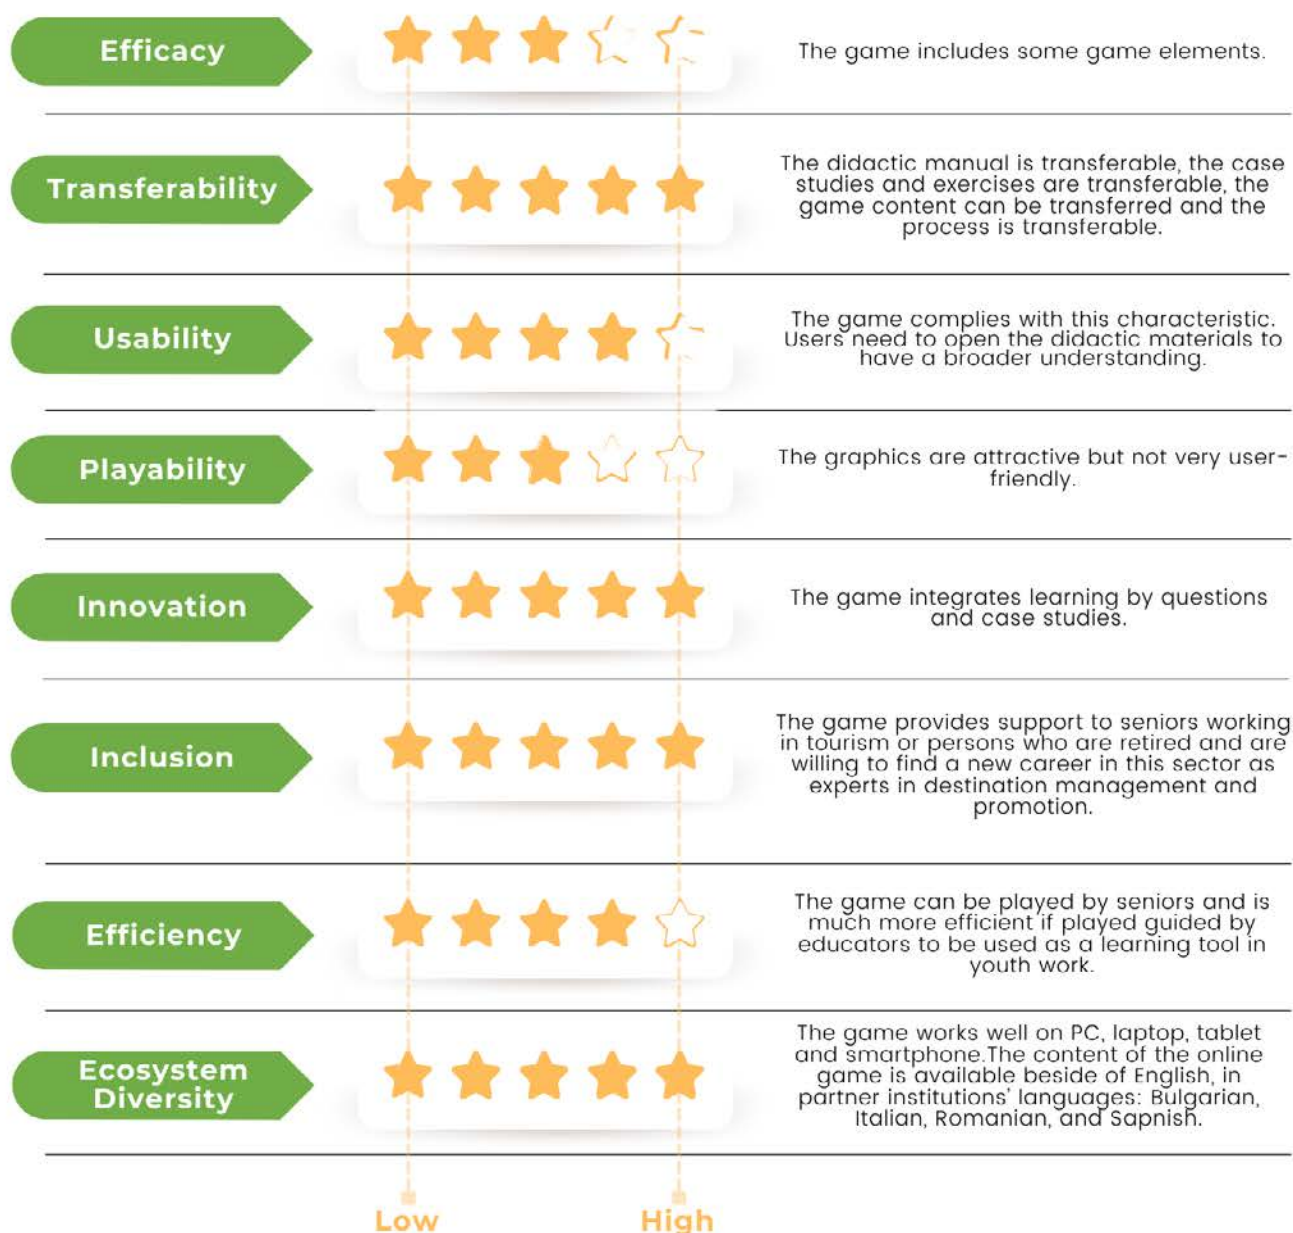 Efficacy
The game includes some game elements.
Transferability
The didactic manual is transferable, the case
studies and exercises are transferable, the
game content can be transferred and the
process is transferable.
Usability
The game complies with this characteristic.
Users need to open the didactic materials to
have a broader understanding.
Playability
The graphics are attractive but not very user-
friendly.
Innovation
The game integrates learning by questions
and case studies.
Inclusion
The game provides support to seniors working
in tourism or persons who are retired and are
willing to find a new career in this sector as
experts in destination management and
promotion.
Efficiency
The game can be played by seniors and is
much more efficient if played guided by
educators to be used as a learning tool in
youth work.
Ecosystem
Diversity
The game works well on PC, laptop, tablet
and smartphone.The content of the online
game is available beside of English, in
partner institutions' languages: Bulgarian,
Italian, Romanian, and Sapnish.
Low
High